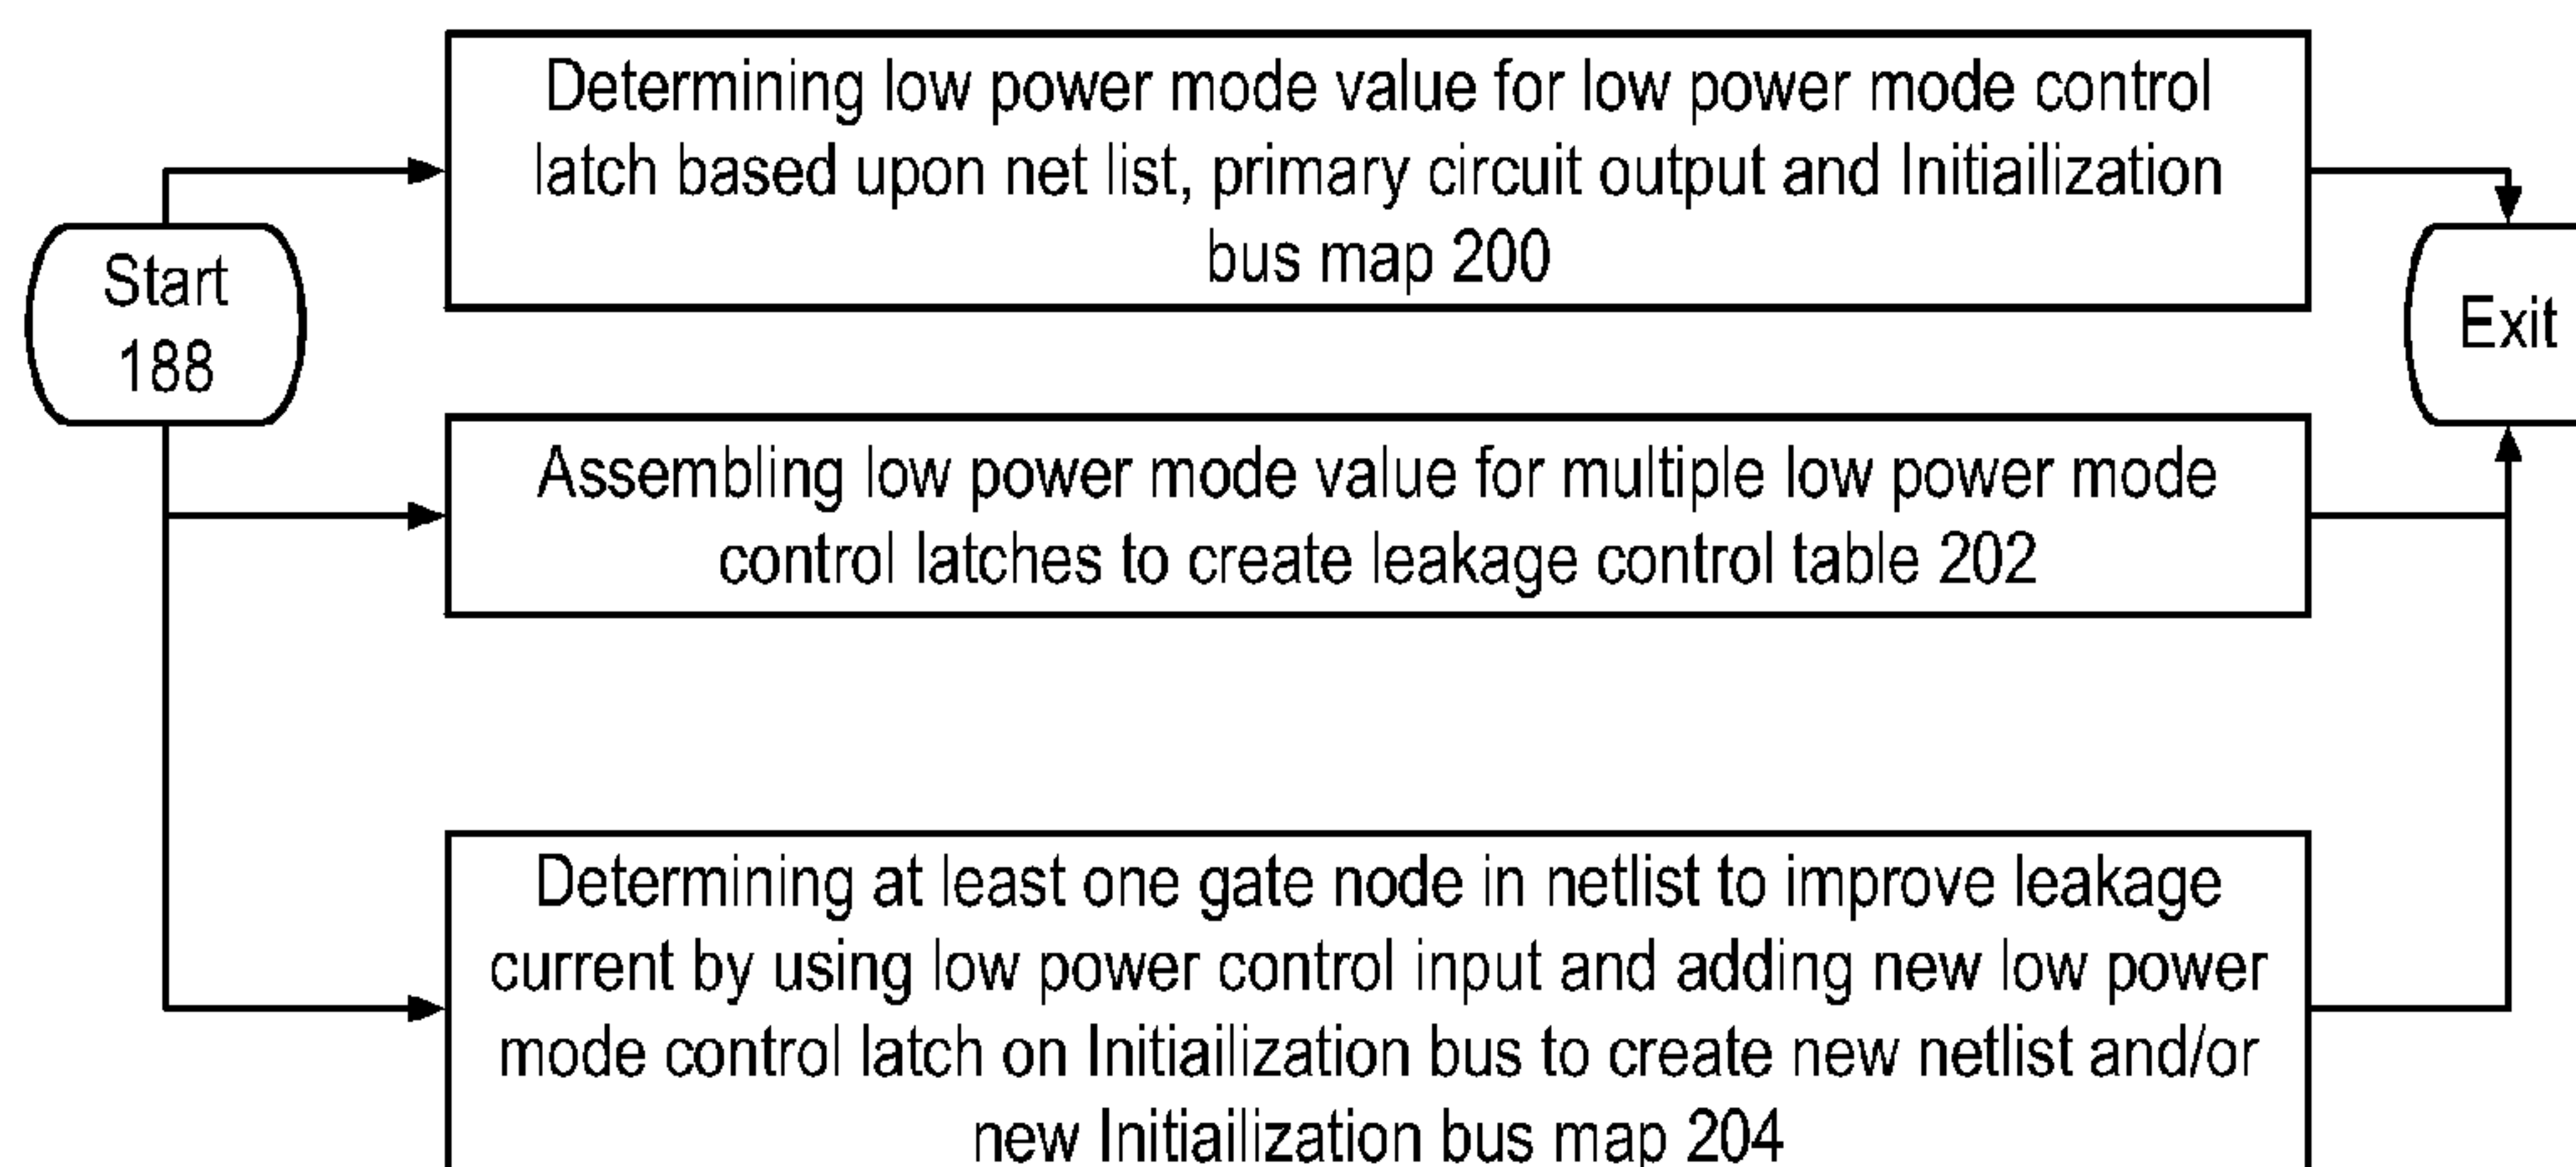 Determining low power mode value for low power mode control
latch based upon net list, primary circuit output and Initiailization
bus map 200
Start
188
Exit
Assembling low power mode value for multiple low power mode
control latches to create leakage control table 202
Determining at least one gate node in netlist to improve leakage
current by using low power control input and adding new low power
mode control latch on Initiailization bus to create new netlist and/or
new Initiailization bus map 204